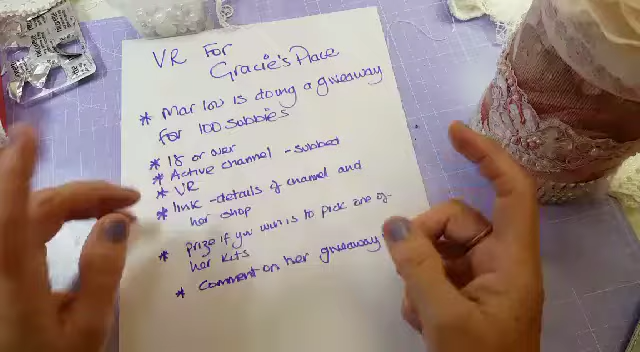 VR For
Gracie's Place
* Marlow is doing a giveaway
for 100 subbies
* 18 or over
* Active channel - subbed
* VR
* link - details of channel and
her shop
* prize if you win is to pick one of
her kits
* Comment on her giveaway